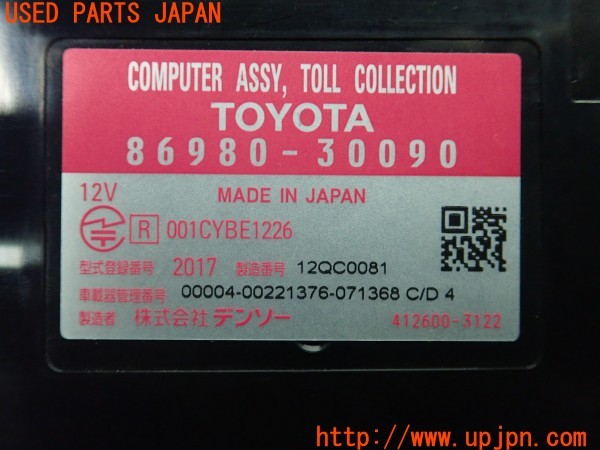 USED PARTS JAPAN
COMPUTER ASSY, TOLL COLLECTION
TOYOTA
86980-30090
12V MADE IN JAPAN
R 001CYBE1226
型式登録番号 2017 製造番号 12QC0081
車載器管理番号 00004-00221376-071368 C/D 4
製造者 株式会社デンソー 412600-3122
UPJ
http://www.upjpn.com/